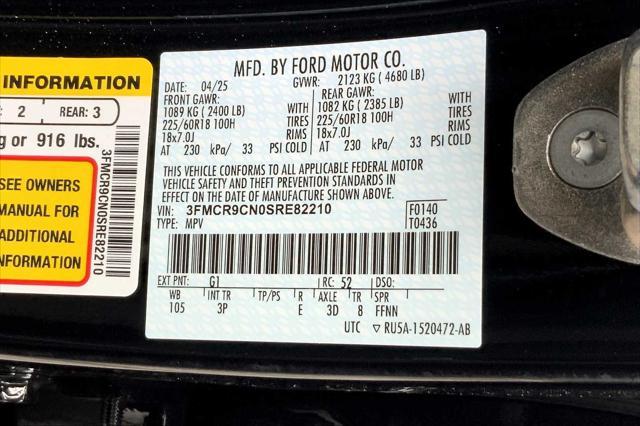 INFORMATION
2 REAR: 3
g or 916 lbs.
SEE OWNERS
MANUAL FOR
ADDITIONAL
INFORMATION
3FMCR9CN0SRE82210
MFD. BY FORD MOTOR CO.
DATE: 04/25 GVWR: 2123 KG ( 4680 LB)
FRONT GAWR: REAR GAWR:
1089 KG ( 2400 LB) WITH 1082 KG ( 2385 LB) WITH
225/60R18 100H TIRES 225/60R18 100H TIRES
18x7.0J RIMS 18x7.0J RIMS
AT 230 kPa/ 33 PSI COLD AT 230 kPa/ 33 PSI COLD
THIS VEHICLE CONFORMS TO ALL APPLICABLE FEDERAL MOTOR
VEHICLE SAFETY AND THEFT PREVENTION STANDARDS IN
EFFECT ON THE DATE OF MANUFACTURE SHOWN ABOVE.
VIN: 3FMCR9CN0SRE82210 F0140
TYPE: MPV T0436
EXT PNT: G1 RC: 52 DSO:
WB INT TR TP/PS R AXLE TR SPR
105 3P E 3D 8 FFNN
UTC ▽ RU5A-1520472-AB